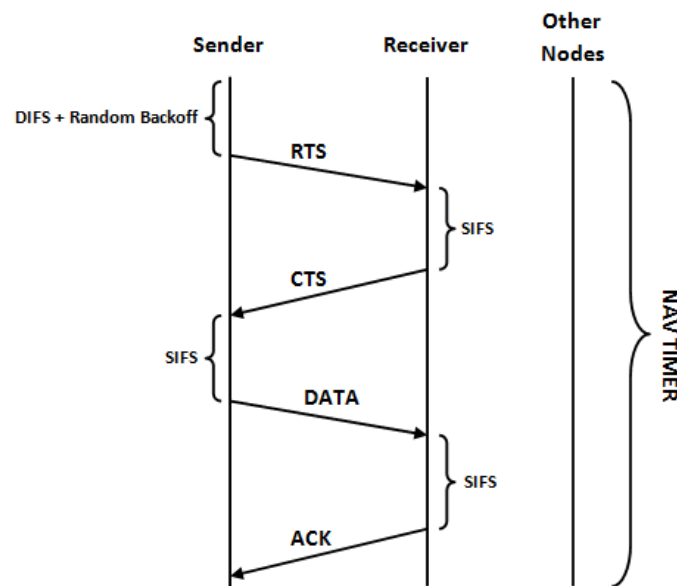 Sender
Receiver
Other
Nodes
DIFS + Random Backoff
RTS
SIFS
CTS
SIFS
DATA
SIFS
ACK
NAV TIMER